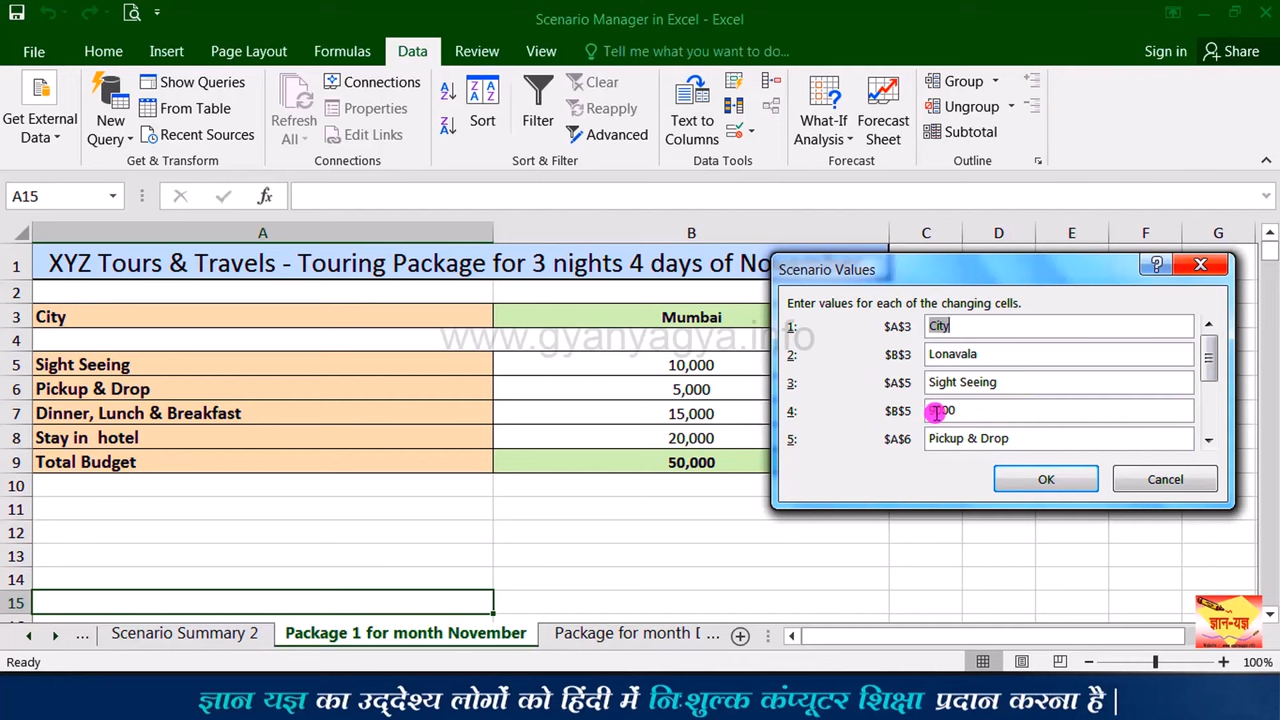 Scenario Manager in Excel - Excel
File Home Insert Page Layout Formulas Data Review View Tell me what you want to do... Sign in Share
Get External Data
New Query
Show Queries
From Table
Recent Sources
Get & Transform
Refresh All
Connections
Properties
Edit Links
Connections
Sort
Filter
Clear
Reapply
Advanced
Sort & Filter
Text to Columns
Data Tools
What-If Analysis
Forecast Sheet
Forecast
Group
Ungroup
Subtotal
Outline
A15 fx
A B C D E F G
1 XYZ Tours & Travels - Touring Package for 3 nights 4 days of
2
3 City Mumbai
www.gyanyagya.info
4
5 Sight Seeing 10,000
6 Pickup & Drop 5,000
7 Dinner, Lunch & Breakfast 15,000
8 Stay in hotel 20,000
9 Total Budget 50,000
10
11
12
13
14
15
Scenario Values
Enter values for each of the changing cells.
1: $A$3 City
2: $B$3 Lonavala
3: $A$5 Sight Seeing
4: $B$5
5: $A$6 Pickup & Drop
OK Cancel
... Scenario Summary 2 Package 1 for month November Package for month D ...
ज्ञान-यज्ञ
Ready 100%
ज्ञान यज्ञ का उद्देश्य लोगों को हिंदी में निःशुल्क कंप्यूटर शिक्षा प्रदान करना है |